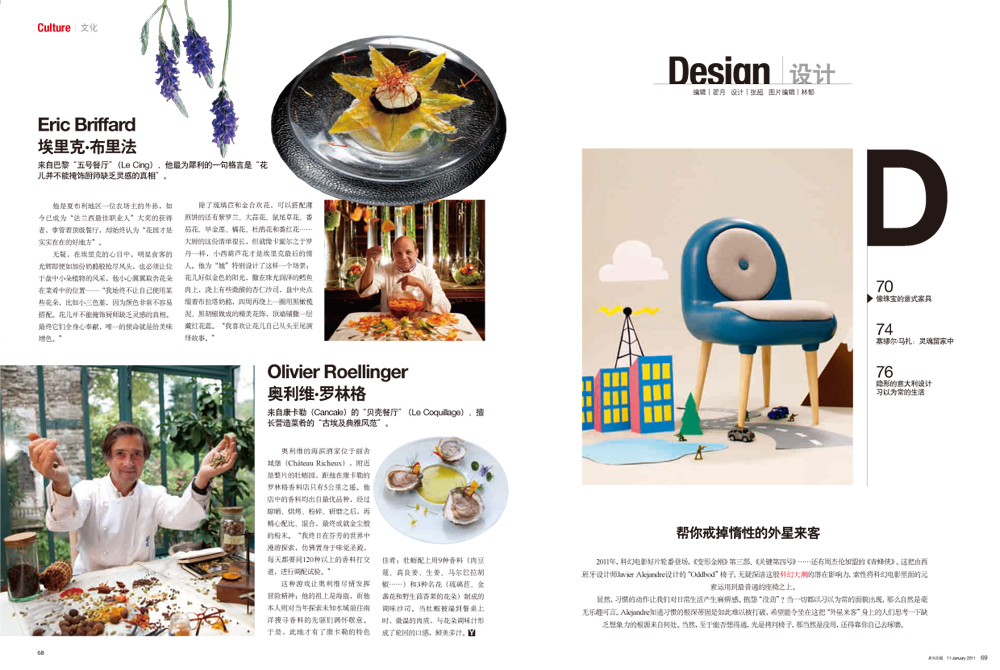 Culture | 文化
Eric Briffard
埃里克·布里法
来自巴黎“五号餐厅”（Le Cinq），他最为犀利的一句格言是“花
儿并不能掩饰厨师缺乏灵感的真相”。
他是夏布利地区一位农场主的外孙，如
今已成为“法兰西最佳职业人”大奖的获得
者，掌管着顶级餐厅，却始终认为“花园才是
实实在在的好地方”。
无疑，在埃里克的心目中，明星食客的
光辉即使如加份奶糖般抢尽风头，也必须让位
于盘中小朵植物的风采，他小心翼翼取舍花朵
在菜肴中的位置——“我始终不让自己使用某
些花朵，比如小三色堇，因为颜色非常不容易
搭配。花儿并不能掩饰厨师缺乏灵感的真相。
最终它们全身心奉献，唯一的使命就是给美味
增色。”
除了琉璃苣和金合欢花，可以搭配薄
煎饼的还有紫罗兰、大蒜花、鼠尾草花、番
茄花、旱金莲、橘花、杜鹃花和番红花……
大厨的这份清单很长，但就像卡蜜尔之于罗
丹一样，小西葫芦花才是埃里克最后的情
人。他为“她”特别设计了这样一个场景：
花儿好似金色的阳光，撒在珠光润泽的鳕鱼
肉上，浇上有些微酸的杏仁沙司，盘中央点
缀着布拉塔奶酪，四周再浇上一圈用黑橄榄
泥、黑胡椒做成的精美花饰，顶端铺撒一层
藏红花蕊。“我喜欢让花儿自己从头至尾演
绎故事。”
Olivier Roellinger
奥利维·罗林格
来自康卡勒（Cancale）的“贝壳餐厅”（Le Coquillage），擅
长营造菜肴的“古埃及典雅风范”。
奥利维的海滨酒家位于丽舍
城堡（Château Richeux），附近
是整片的牡蛎园，距他在康卡勒的
罗林格香料店只有5公里之遥。他
店中的香料均出自最优品种，经过
晾晒、烘烤、粉碎、研磨之后，再
精心配比、混合，最终成就金尘般
的粉末。“我终日在芬芳的世界中
漫游探索，仿佛置身于味觉圣殿，
每天都要同120种以上的香料打交
道，进行调配试验。”
这种游戏让奥利维尽情发挥
冒险精神；他的祖上是海盗，而他
本人则对当年探索未知水域前往南
洋搜寻香料的先驱们满怀敬意。
于是，此地才有了康卡勒的特色
佳肴：牡蛎配上用9种香料（肉豆
蔻、高良姜、生姜、马尔巴拉胡
椒……）和3种名花（琉璃苣、金
盏花和野生茴香果的花朵）制成的
调味沙司。当牡蛎被端到餐桌上
时，微温的肉质，与花朵调味汁形
成了轮回的口感，鲜美多汁。
68
Design | 设计
编辑 | 碧月 设计 | 张超 图片编辑 | 林郁
D
70
像珠宝的意式家具
74
塞缪尔·马扎：灵魂留家中
76
隐形的意大利设计
习以为常的生活
帮你戒掉惰性的外星来客
2011年，科幻电影好片轮番登场，《变形金刚》第三部、《关键第四号》……还有周杰伦加盟的《青蜂侠》。这把由西
班牙设计师Javier Alejandre设计的“Oddbod”椅子，无疑深谙这股科幻大潮的潜在影响力，索性将科幻电影里面的元
素运用到最普通的座椅之上。
显然，习惯的动作让我们对日常生活产生麻痹感。抱怨“没劲”？当一切都以习以为常的面貌出现，那么自然是毫
无乐趣可言。Alejandre知道习惯的根深蒂固是如此难以被打破，希望能令坐在这把“外星来客”身上的人们思考一下缺
乏想象力的根源来自何处。当然，至于能否想得通，光是拷问椅子，那当然是没用，还得靠你自己去琢磨。
11 January 2011 69